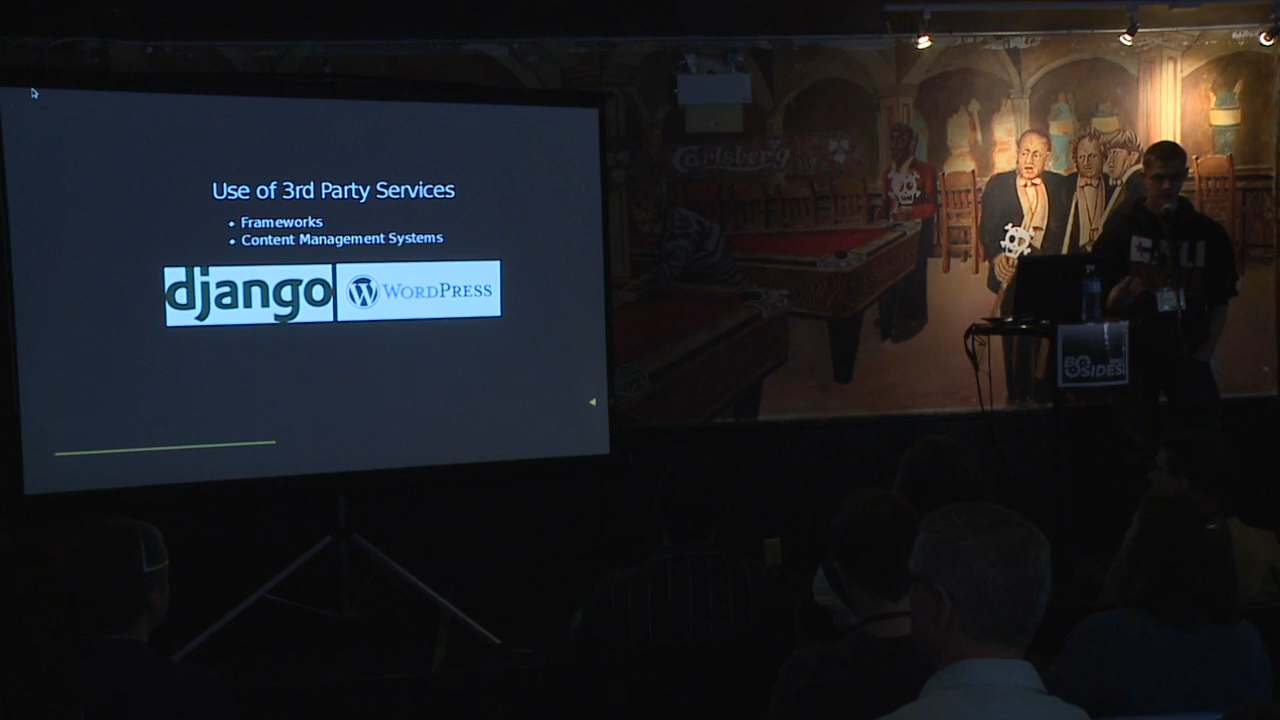 Use of 3rd Party Services
• Frameworks
• Content Management Systems
django
WORDPRESS
Carlsberg
BSIDES